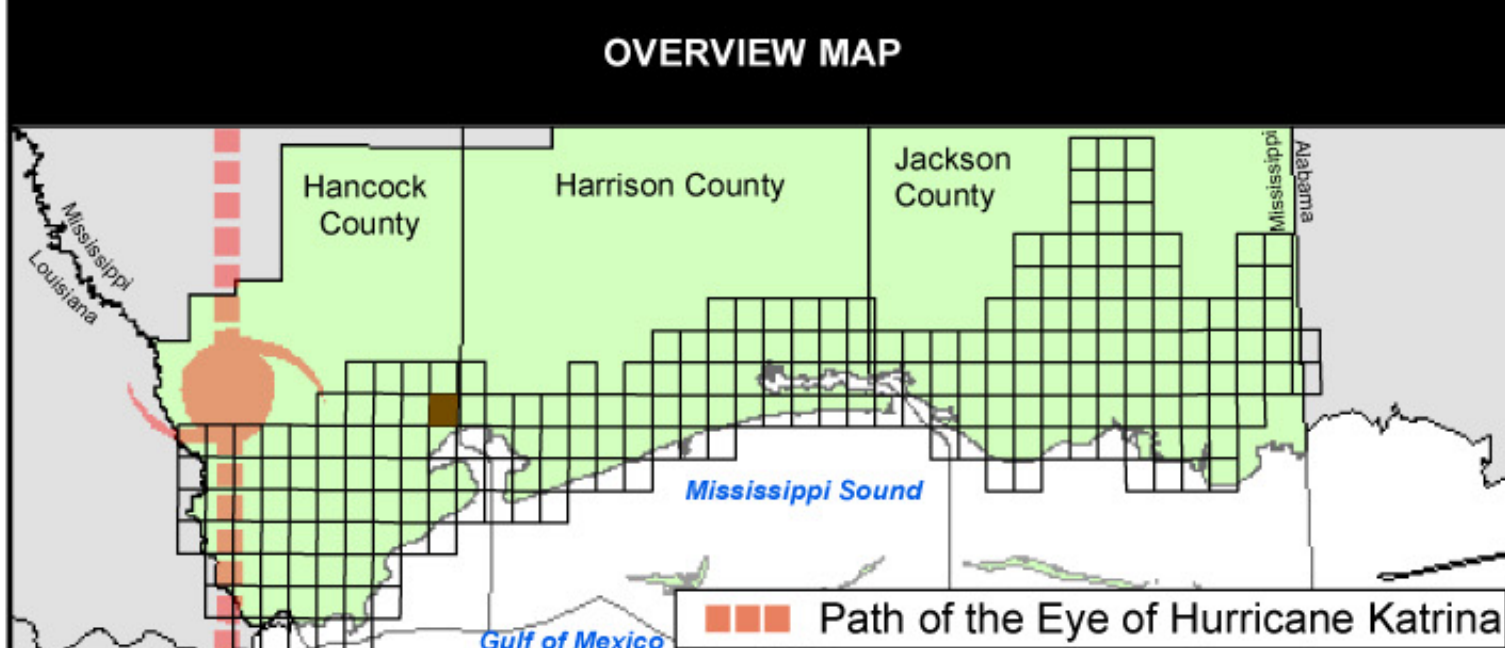 OVERVIEW MAP
Hancock
County
Harrison County
Jackson
County
Mississippi
Alabama
Mississippi
Louisiana
Mississippi Sound
Gulf of Mexico
Path of the Eye of Hurricane Katrina